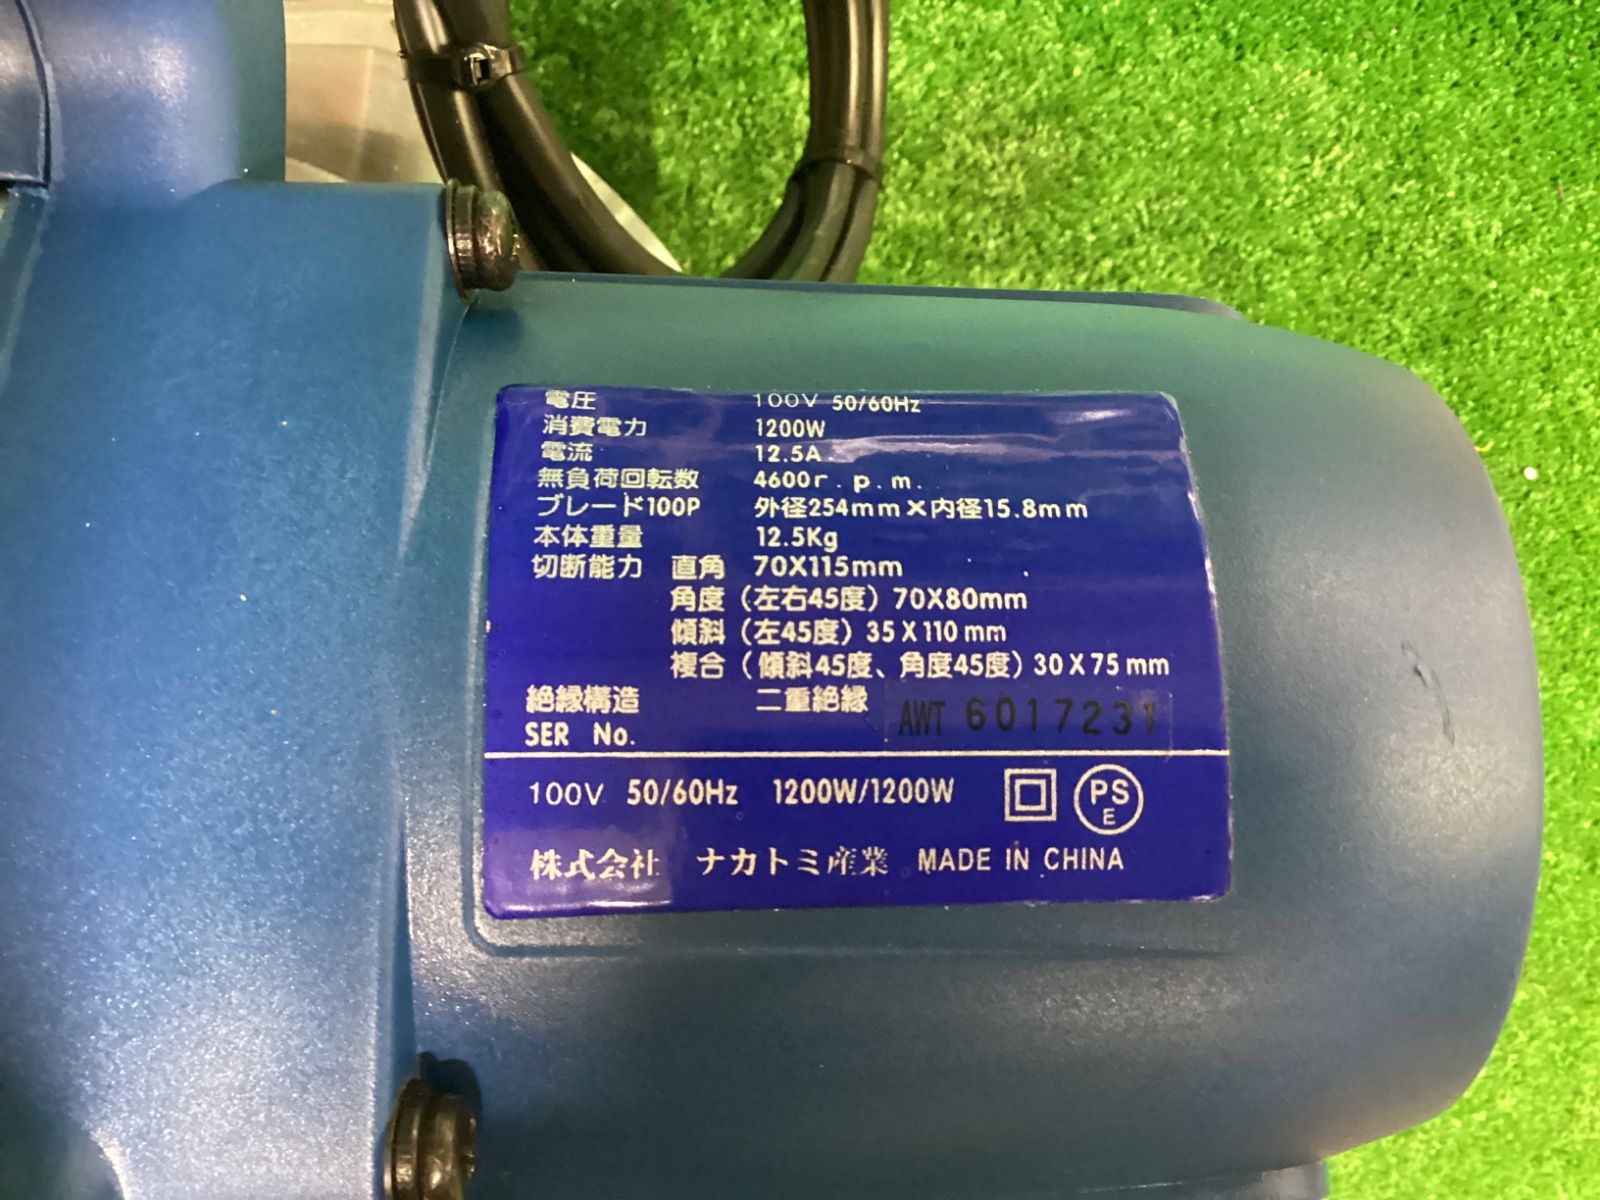 電圧 100V 50/60Hz
消費電力 1200W
電流 12.5A
無負荷回転数 4600r.p.m.
ブレード100P 外径254mm×内径15.8mm
本体重量 12.5Kg
切断能力 直角 70X115mm
角度(左右45度)70X80mm
傾斜(左45度)35X110mm
複合(傾斜45度、角度45度)30X75mm
絶縁構造 二重絶縁
SER No. AWT 6017231
100V 50/60Hz 1200W/1200W PS E
株式会社 ナカトミ産業 MADE IN CHINA